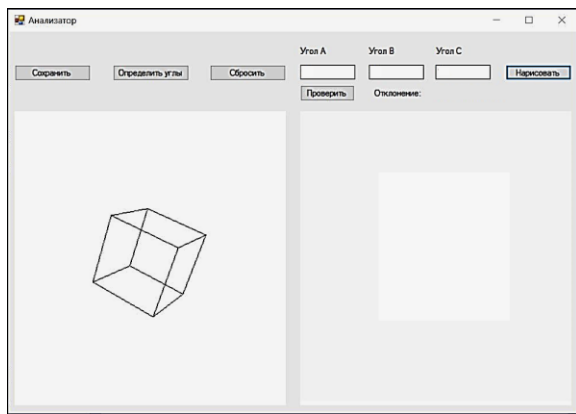 Анализатор
Угол A Угол B Угол C
Сохранить Определить углы Сбросить Нарисовать
Проверить Отклонение: